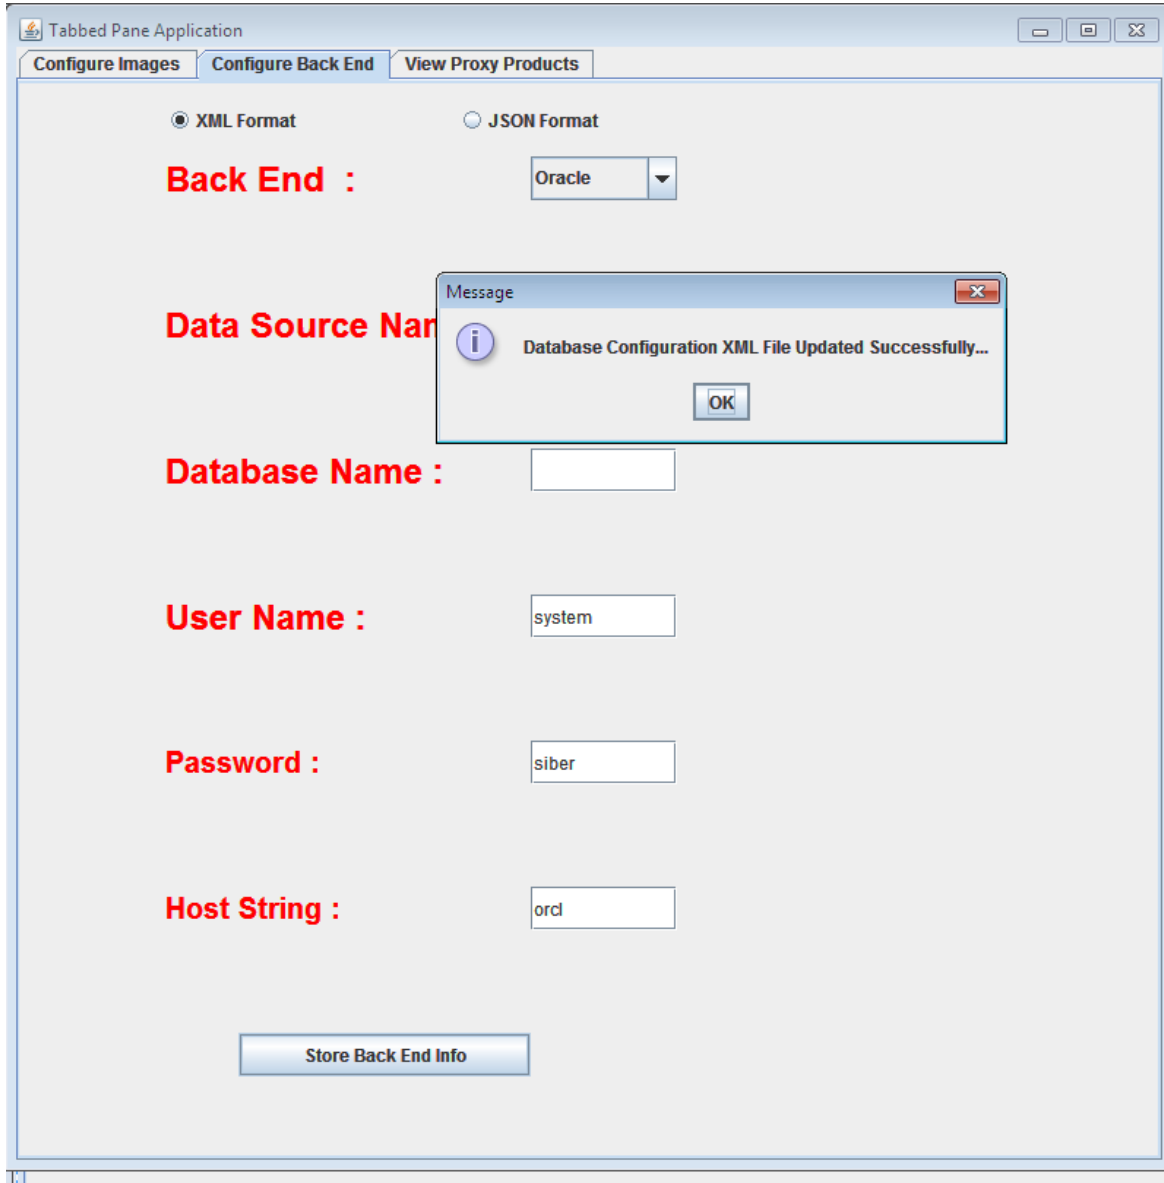 Tabbed Pane Application
Configure Images Configure Back End View Proxy Products
XML Format JSON Format
Back End : Oracle
Message
Data Source
Database Configuration XML File Updated Successfully...
OK
Database Name :
User Name : system
Password : siber
Host String : orcl
Store Back End Info